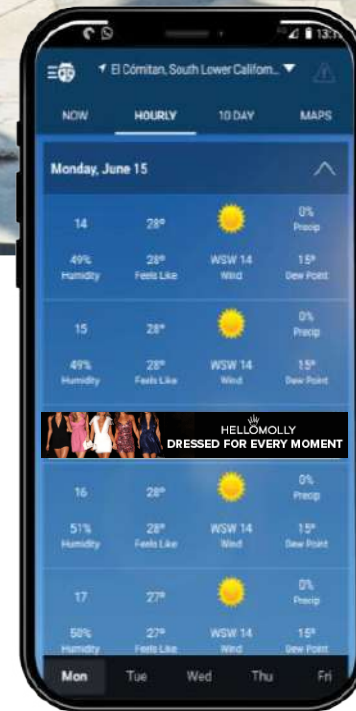 13:1
El Cómitan, South Lower Californ...
NOW HOURLY 10 DAY MAPS
Monday, June 15
14 28° 0%
Precip
49% 28° WSW 14 15°
Humidity Feels Like Wind Dew Point
15 28° 0%
Precip
49% 28° WSW 14 15°
Humidity Feels Like Wind Dew Point
HELLOMOLLY
DRESSED FOR EVERY MOMENT
16 28° 0%
Precip
51% 28° WSW 14 15°
Humidity Feels Like Wind Dew Point
17 27° 0%
Precip
50% 27° WSW 14 15°
Humidity Feels Like Wind Dew Point
Mon Tue Wed Thu Fri